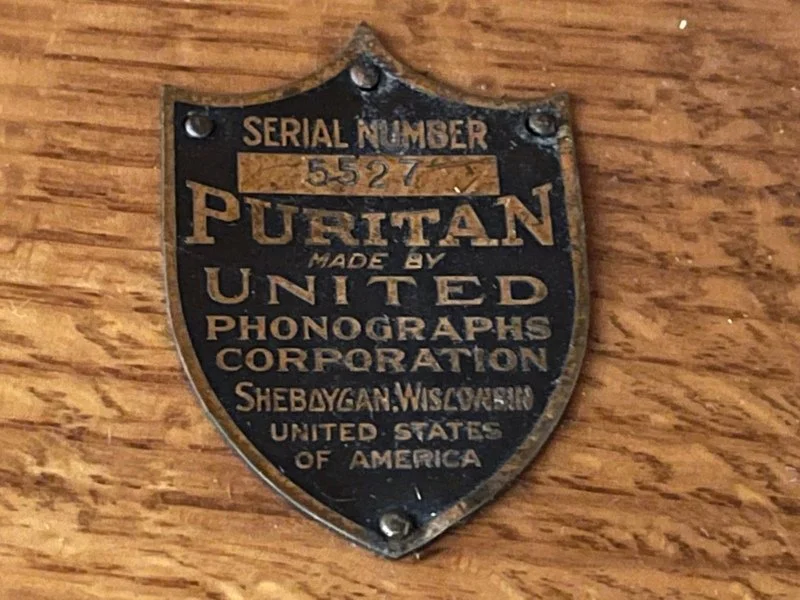 SERIAL NUMBER
5527
PURITAN
MADE BY
UNITED
PHONOGRAPHS
CORPORATION
SHEBOYGAN, WISCONSIN
UNITED STATES
OF AMERICA